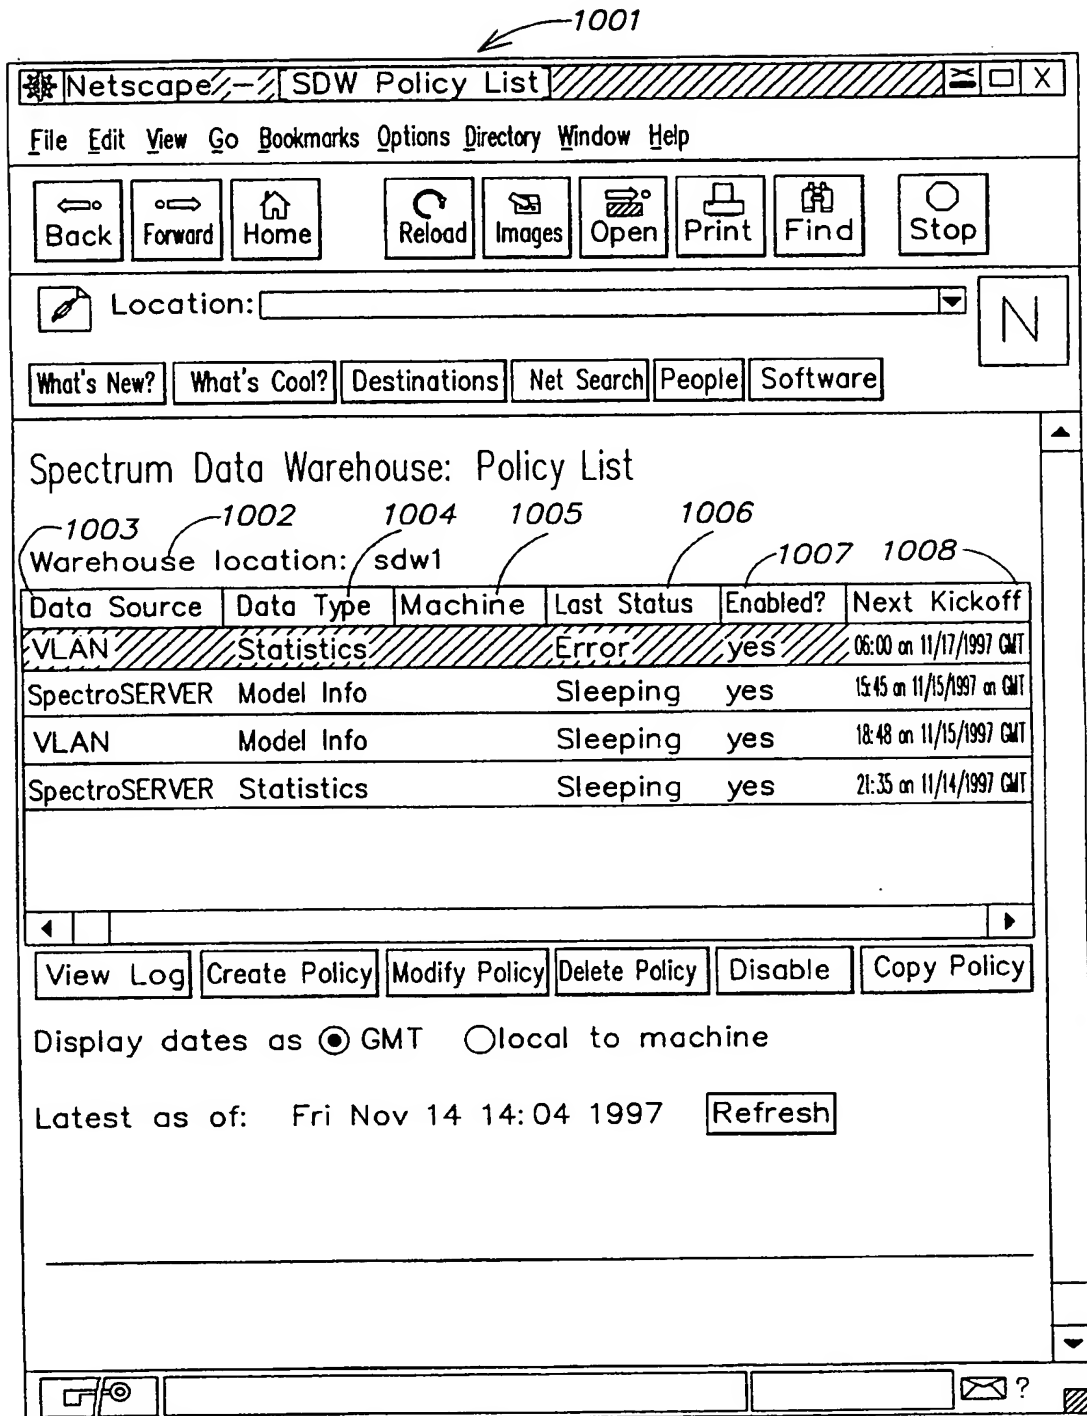 1001
Netscape - SDW Policy List X
File Edit View Go Bookmarks Options Directory Window Help
Back Forward Home Reload Images Open Print Find Stop
Location: N
What's New? What's Cool? Destinations Net Search People Software
Spectrum Data Warehouse: Policy List
1003 1002 1004 1005 1006
Warehouse location: sdw1 1007 1008
Data Source Data Type Machine Last Status Enabled? Next Kickoff
VLAN Statistics Error yes 06:00 on 11/17/1997 GMT
SpectroSERVER Model Info Sleeping yes 15:45 on 11/15/1997 on GMT
VLAN Model Info Sleeping yes 18:48 on 11/15/1997 GMT
SpectroSERVER Statistics Sleeping yes 21:35 on 11/14/1997 GMT
View Log Create Policy Modify Policy Delete Policy Disable Copy Policy
Display dates as GMT local to machine
Latest as of: Fri Nov 14 14:04 1997 Refresh
?